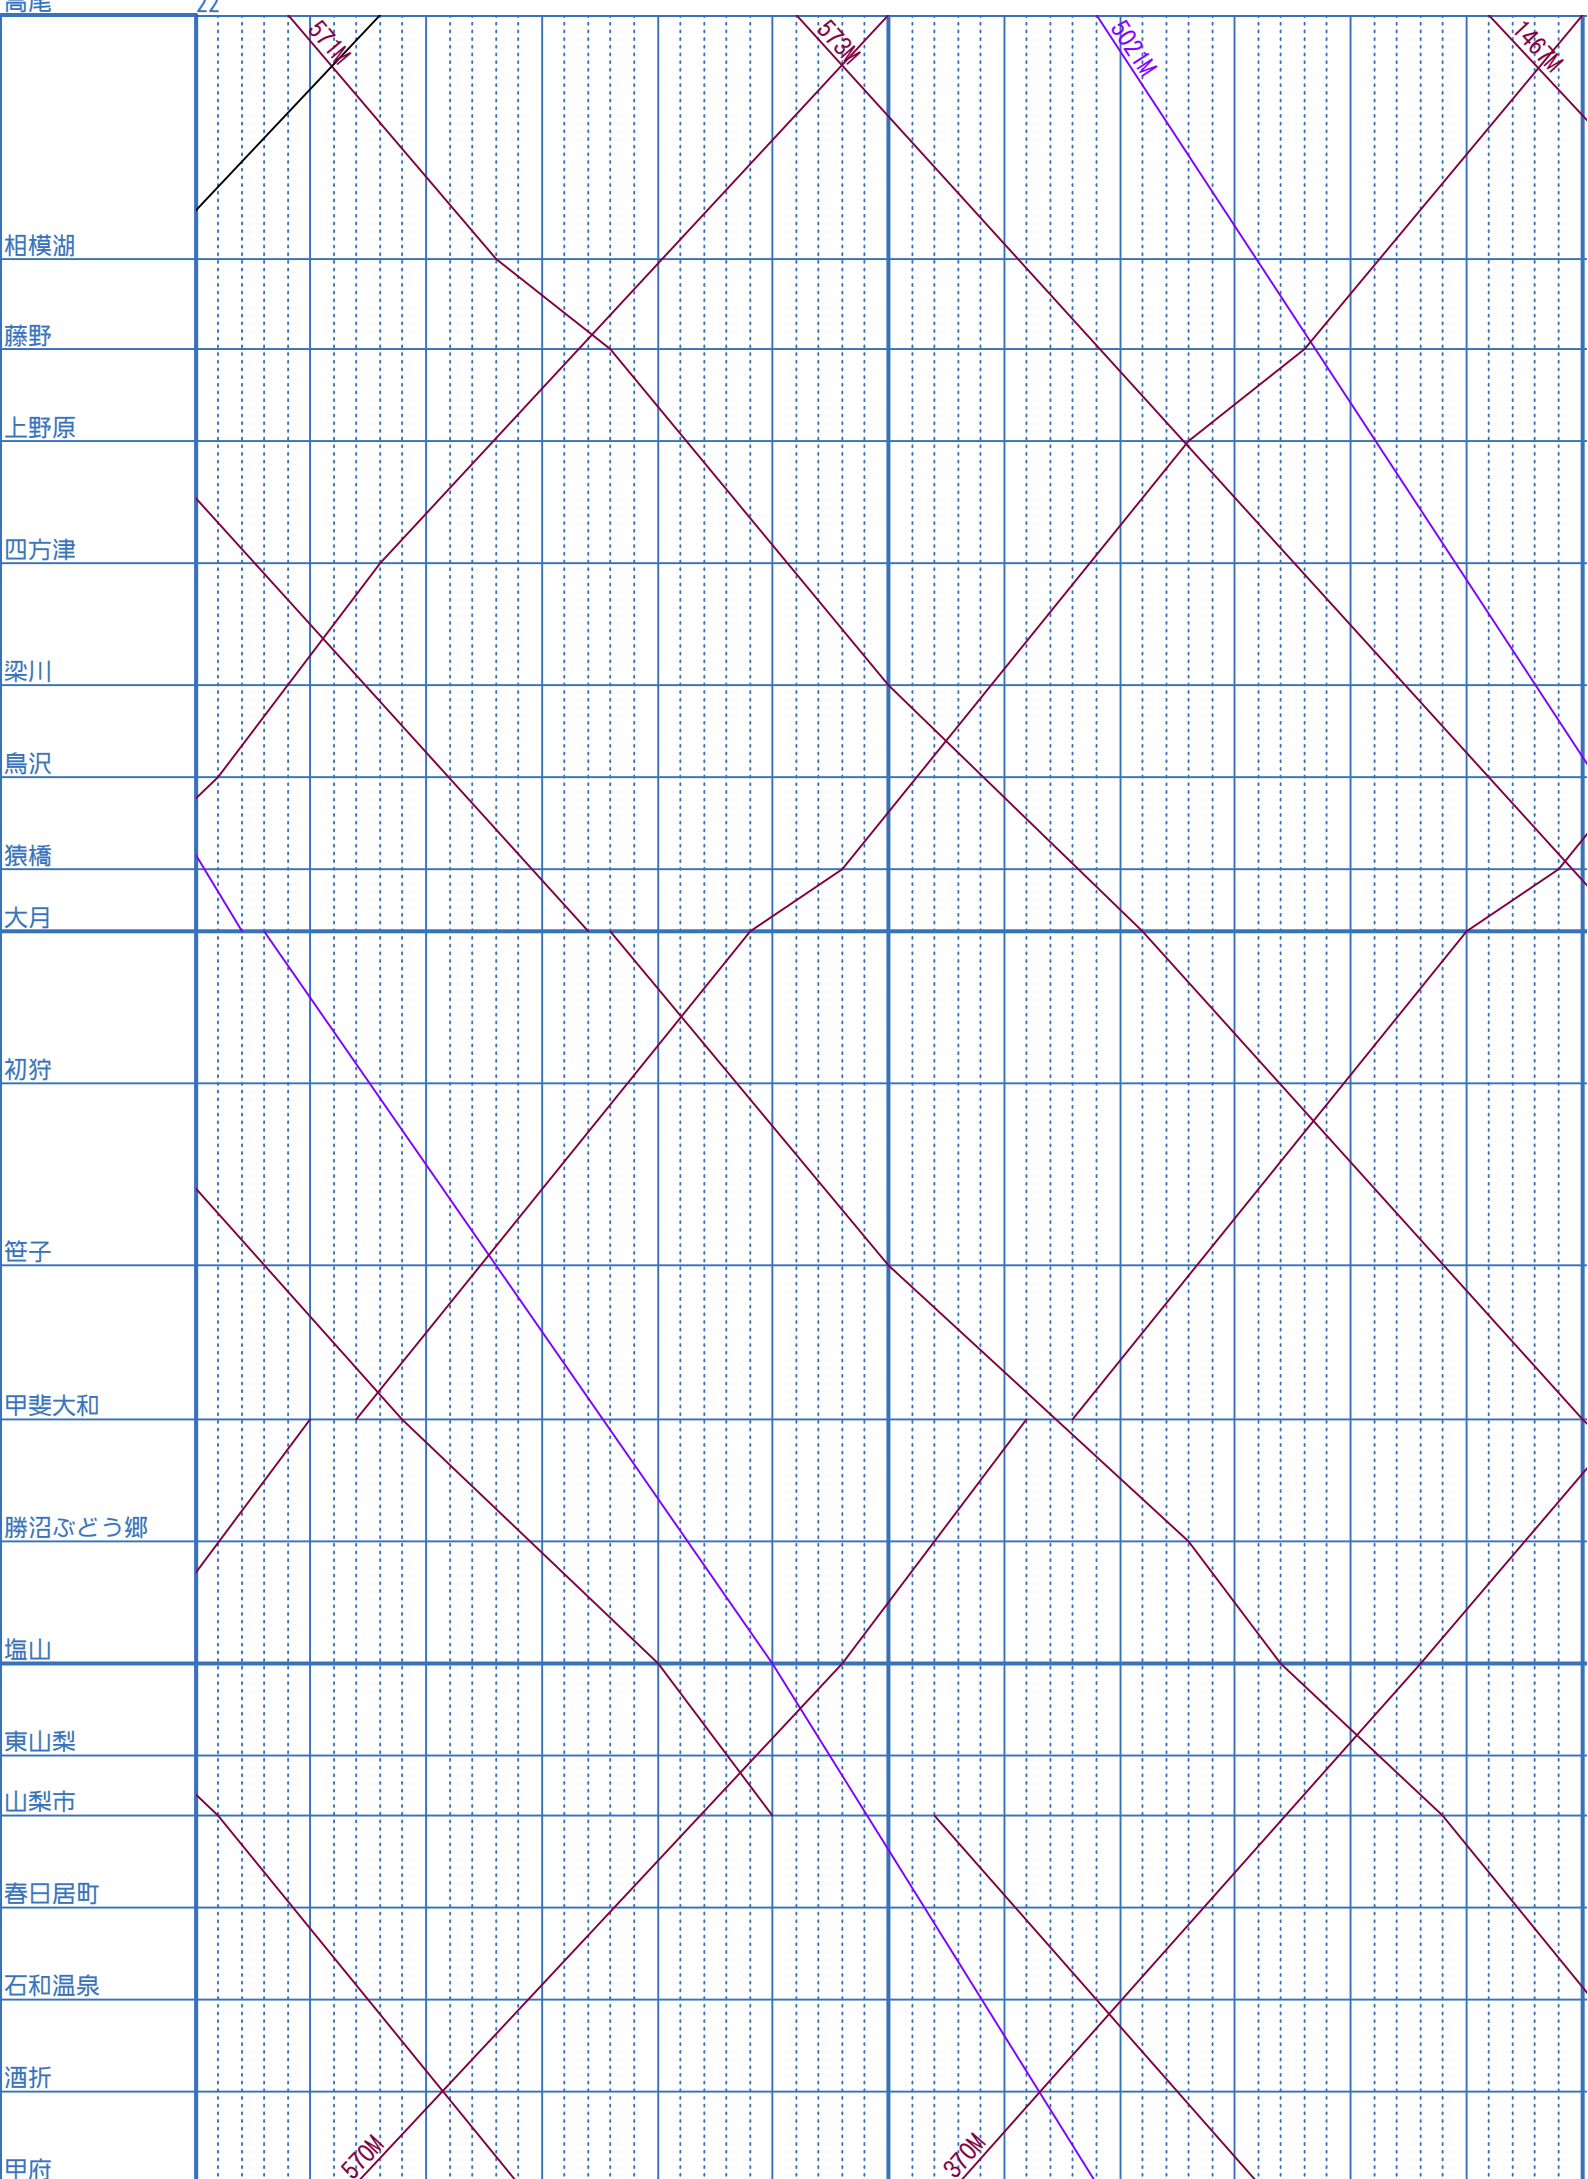 高尾
22
571M
573M
5021M
1467M
相模湖
藤野
上野原
四方津
梁川
鳥沢
猿橋
大月
初狩
笹子
甲斐大和
勝沼ぶどう郷
塩山
東山梨
山梨市
春日居町
石和温泉
酒折
570M
370M
甲府